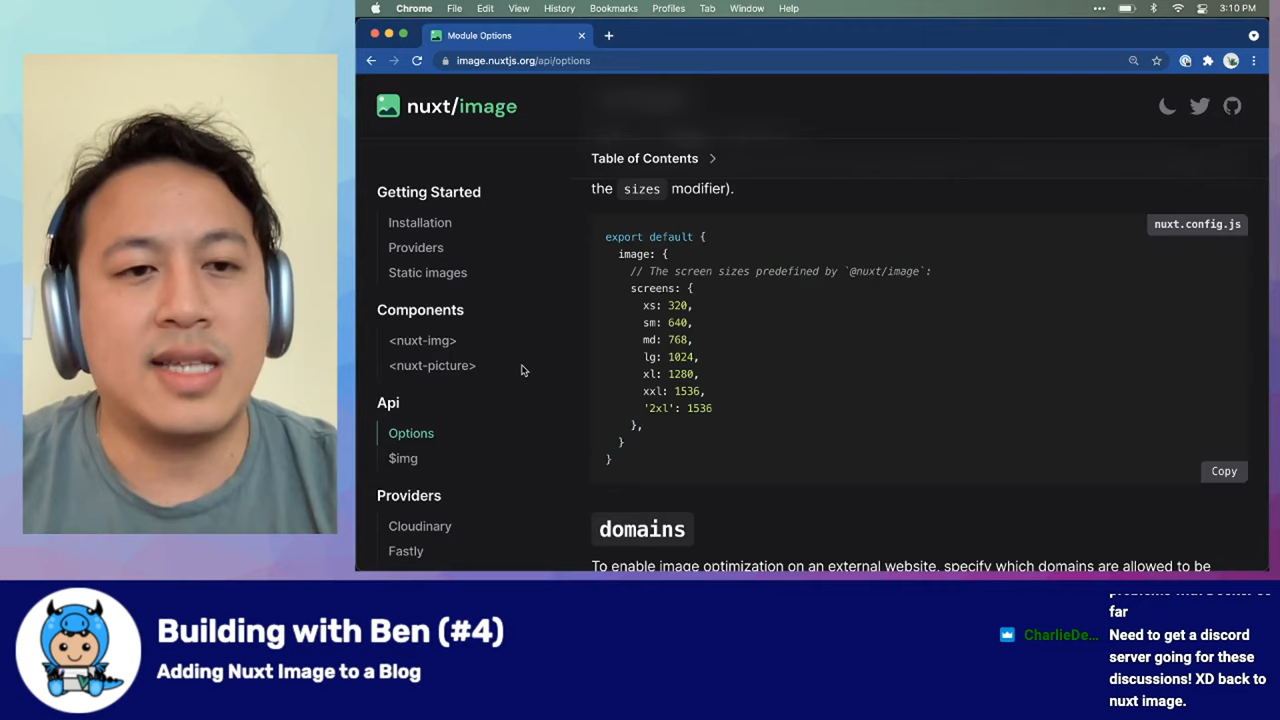 Chrome File Edit View History Bookmarks Profiles Tab Window Help 3:10 PM
Module Options
image.nuxtjs.org/api/options
nuxt/image
Getting Started
Installation
Providers
Static images
Components
<nuxt-img>
<nuxt-picture>
Api
Options
$img
Providers
Cloudinary
Fastly
Table of Contents
the sizes modifier).
nuxt.config.js
export default {
image: {
// The screen sizes predefined by `@nuxt/image`:
screens: {
xs: 320,
sm: 640,
md: 768,
lg: 1024,
xl: 1280,
xxl: 1536,
'2xl': 1536
},
}
}
Copy
domains
To enable image optimization on an external website, specify which domains are allowed to be
Building with Ben (#4)
Adding Nuxt Image to a Blog
far
CharlieDe... Need to get a discord
server going for these
discussions! XD back to
nuxt image.